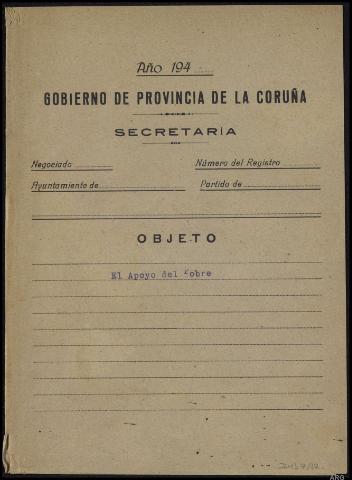 Año 194
GOBIERNO DE PROVINCIA DE LA CORUÑA
SECRETARÍA
Negociado
Número del Registro
Ayuntamiento de
Partido de
OBJETO
El Apoyo del
ARG